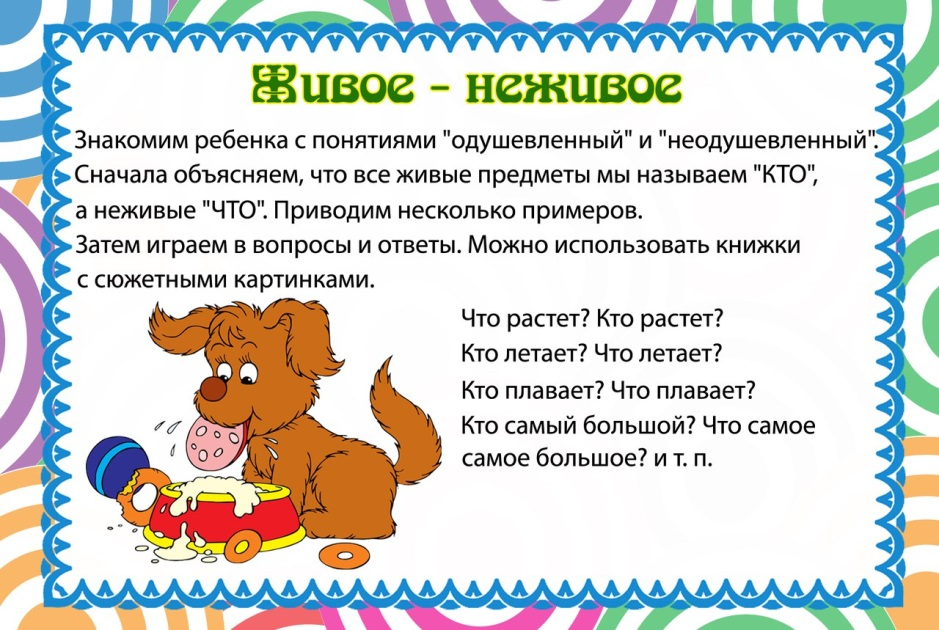 Живое - неживое
Знакомим ребенка с понятиями "одушевленный" и "неодушевленный".
Сначала объясняем, что все живые предметы мы называем "КТО",
а неживые "ЧТО". Приводим несколько примеров.
Затем играем в вопросы и ответы. Можно использовать книжки
с сюжетными картинками.
Что растет? Кто растет?
Кто летает? Что летает?
Кто плавает? Что плавает?
Кто самый большой? Что самое
самое большое? и т. п.